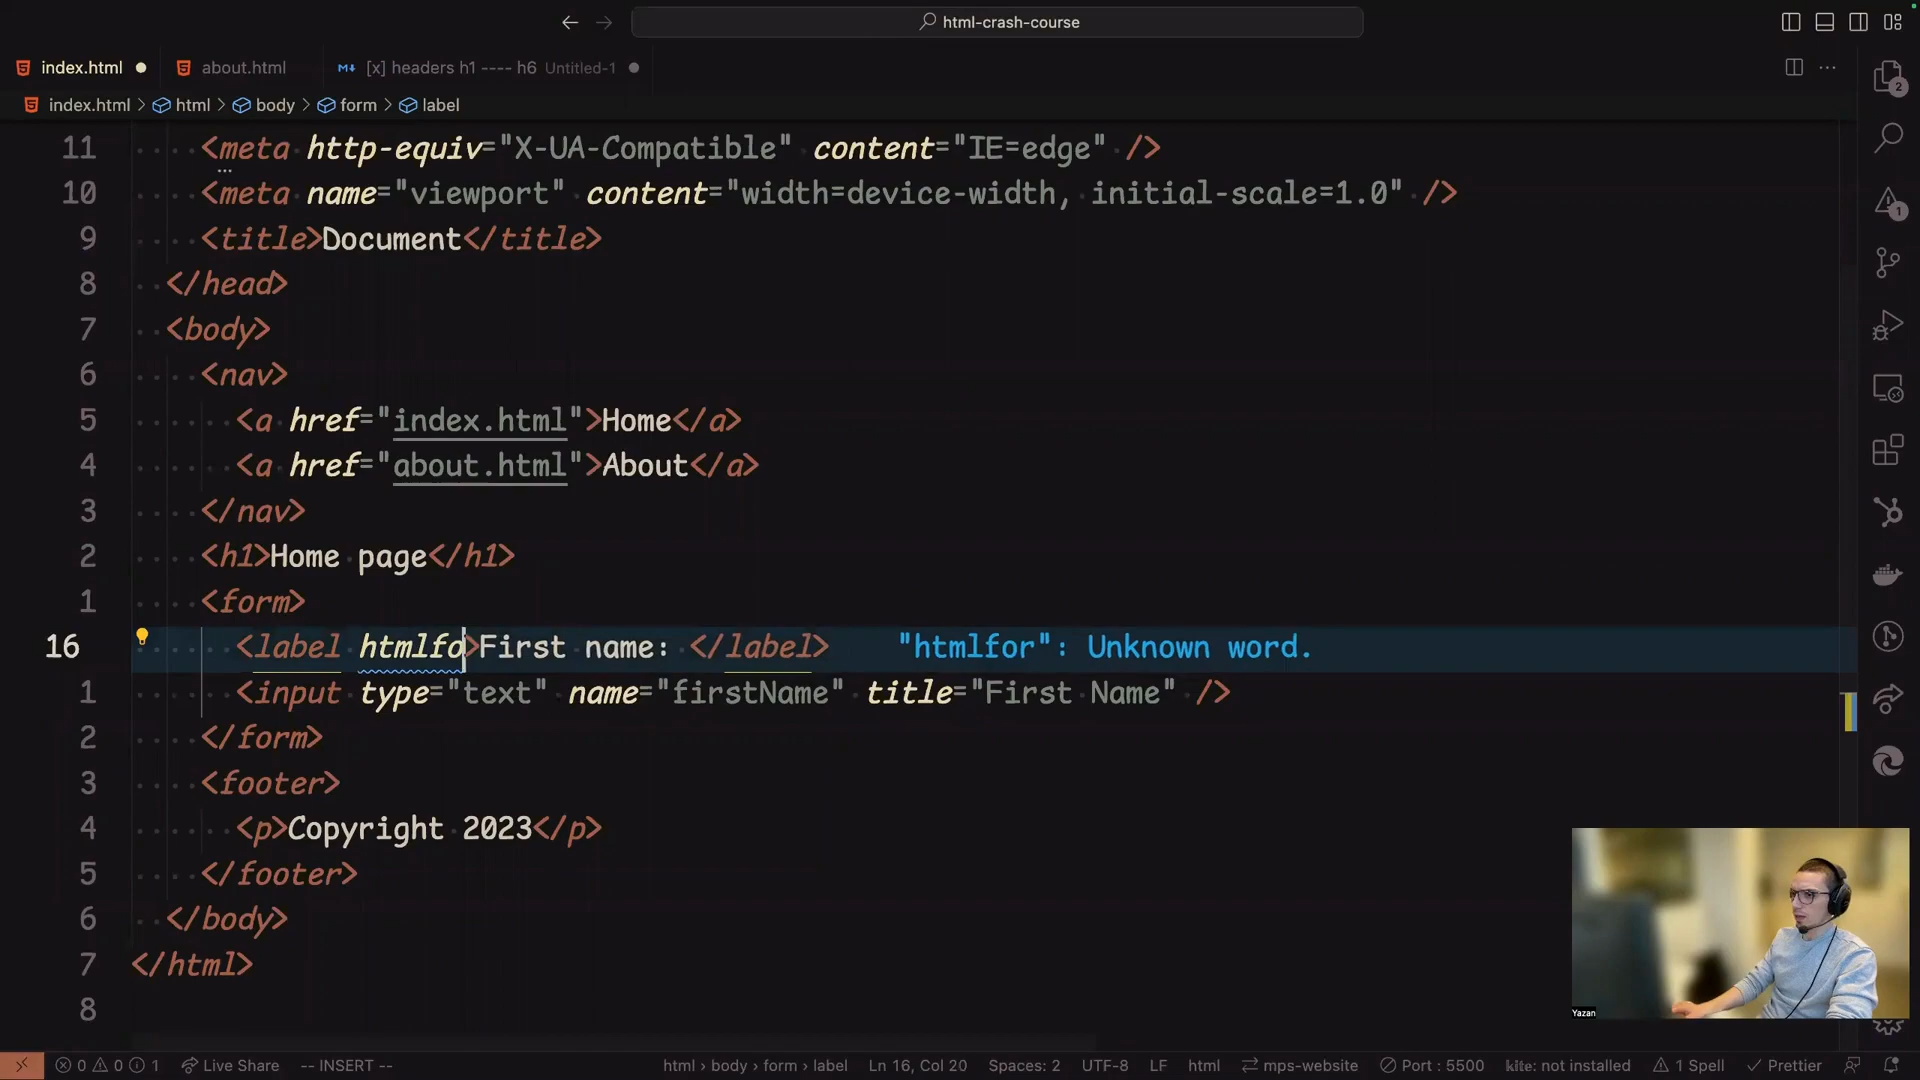 html-crash-course
index.html about.html [x] headers h1 ---- h6 Untitled-1
index.html > html > body > form > label
11 <meta http-equiv="X-UA-Compatible" content="IE=edge" />
10 <meta name="viewport" content="width=device-width, initial-scale=1.0" />
9 <title>Document</title>
8 </head>
7 <body>
6 <nav>
5 <a href="index.html">Home</a>
4 <a href="about.html">About</a>
3 </nav>
2 <h1>Home page</h1>
1 <form>
16 <label htmlfo>First name: </label> "htmlfor": Unknown word.
1 <input type="text" name="firstName" title="First Name" />
2 </form>
3 <footer>
4 <p>Copyright 2023</p>
5 </footer>
6 </body>
7 </html>
8
2
1
Yazan
0 0 1 Live Share -- INSERT -- html > body > form > label Ln 16, Col 20 Spaces: 2 UTF-8 LF html mps-website Port : 5500 kite: not installed 1 Spell Prettier